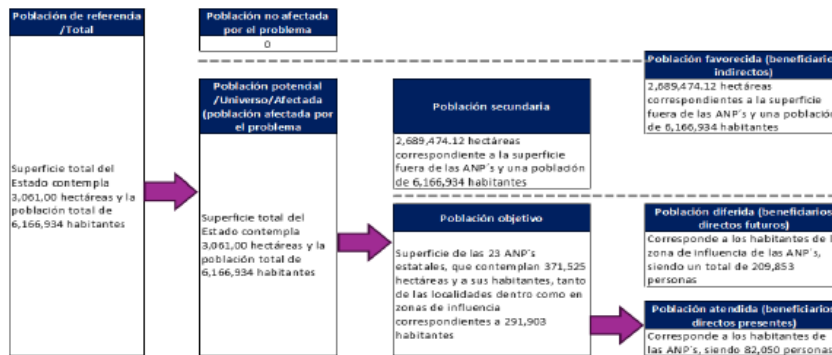 Población de referencia
/Total
Superficie total del
Estado contempla
3,061,00 hectáreas y la
población total de
6,166,934 habitantes
Población no afectada
por el problema
0
Población potencial
/Universo/Afectada
(población afectada por
el problema
Superficie total del
Estado contempla
3,061,00 hectáreas y la
población total de
6,166,934 habitantes
Población secundaria
2,689,474.12 hectáreas
correspondiente a la superficie
fuera de las ANP´s y una población
de 6,166,934 habitantes
Población objetivo
Superficie de las 23 ANP´s
estatales, que contemplan 371,525
hectáreas y a sus habitantes, tanto
de las localidades dentro como en
zonas de influencia
correspondientes a 291,903
habitantes
Población favorecida (beneficiario
indirectos)
2,689,474.12 hectáreas
correspondientes a la superficie
fuera de las ANP´s y una población
de 6,166,934 habitantes
Población diferida (beneficiarios
directos futuros)
Corresponde a los habitantes de
zona de influencia de las ANP´s,
siendo un total de 209,853
personas
Población atendida (beneficiarios
directos presentes)
Corresponde a los habitantes de
las ANP´s, siendo 82,050 personas